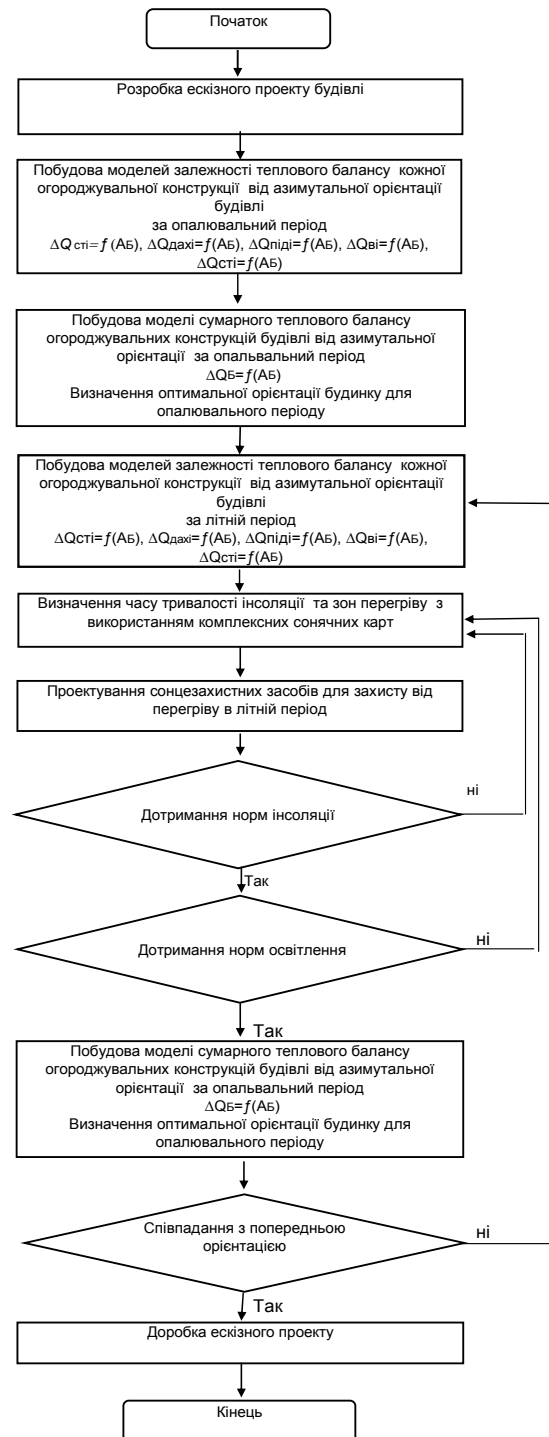 Початок
Розробка ескізного проекту будівлі
Побудова моделей залежності теплового балансу кожної
огороджувальної конструкції від азимутальної орієнтації
будівлі
за опалювальний період
ΔQсті=ƒ(АБ), ΔQдахі=ƒ(АБ), ΔQпіді=ƒ(АБ), ΔQві=ƒ(АБ),
ΔQсті=ƒ(АБ)
Побудова моделі сумарного теплового балансу
огороджувальних конструкцій будівлі від азимутальної
орієнтації за опальвальний період
ΔQБ=ƒ(АБ)
Визначення оптимальної орієнтації будинку для
опалювального періоду
Побудова моделей залежності теплового балансу кожної
огороджувальної конструкції від азимутальної орієнтації
будівлі
за літній період
ΔQсті=ƒ(АБ), ΔQдахі=ƒ(АБ), ΔQпіді=ƒ(АБ), ΔQві=ƒ(АБ),
ΔQсті=ƒ(АБ)
Визначення часу тривалості інсоляції та зон перегріву з
використанням комплексних сонячних карт
Проектування сонцезахистних засобів для захисту від
перегріву в літній період
ні
Дотримання норм інсоляції
Так
Дотримання норм освітлення
ні
Так
Побудова моделі сумарного теплового балансу
огороджувальних конструкцій будівлі від азимутальної
орієнтації за опальвальний період
ΔQБ=ƒ(АБ)
Визначення оптимальної орієнтації будинку для
опалювального періоду
Співпадання з попередньою
орієнтацією
ні
Так
Доробка ескізного проекту
Кінець